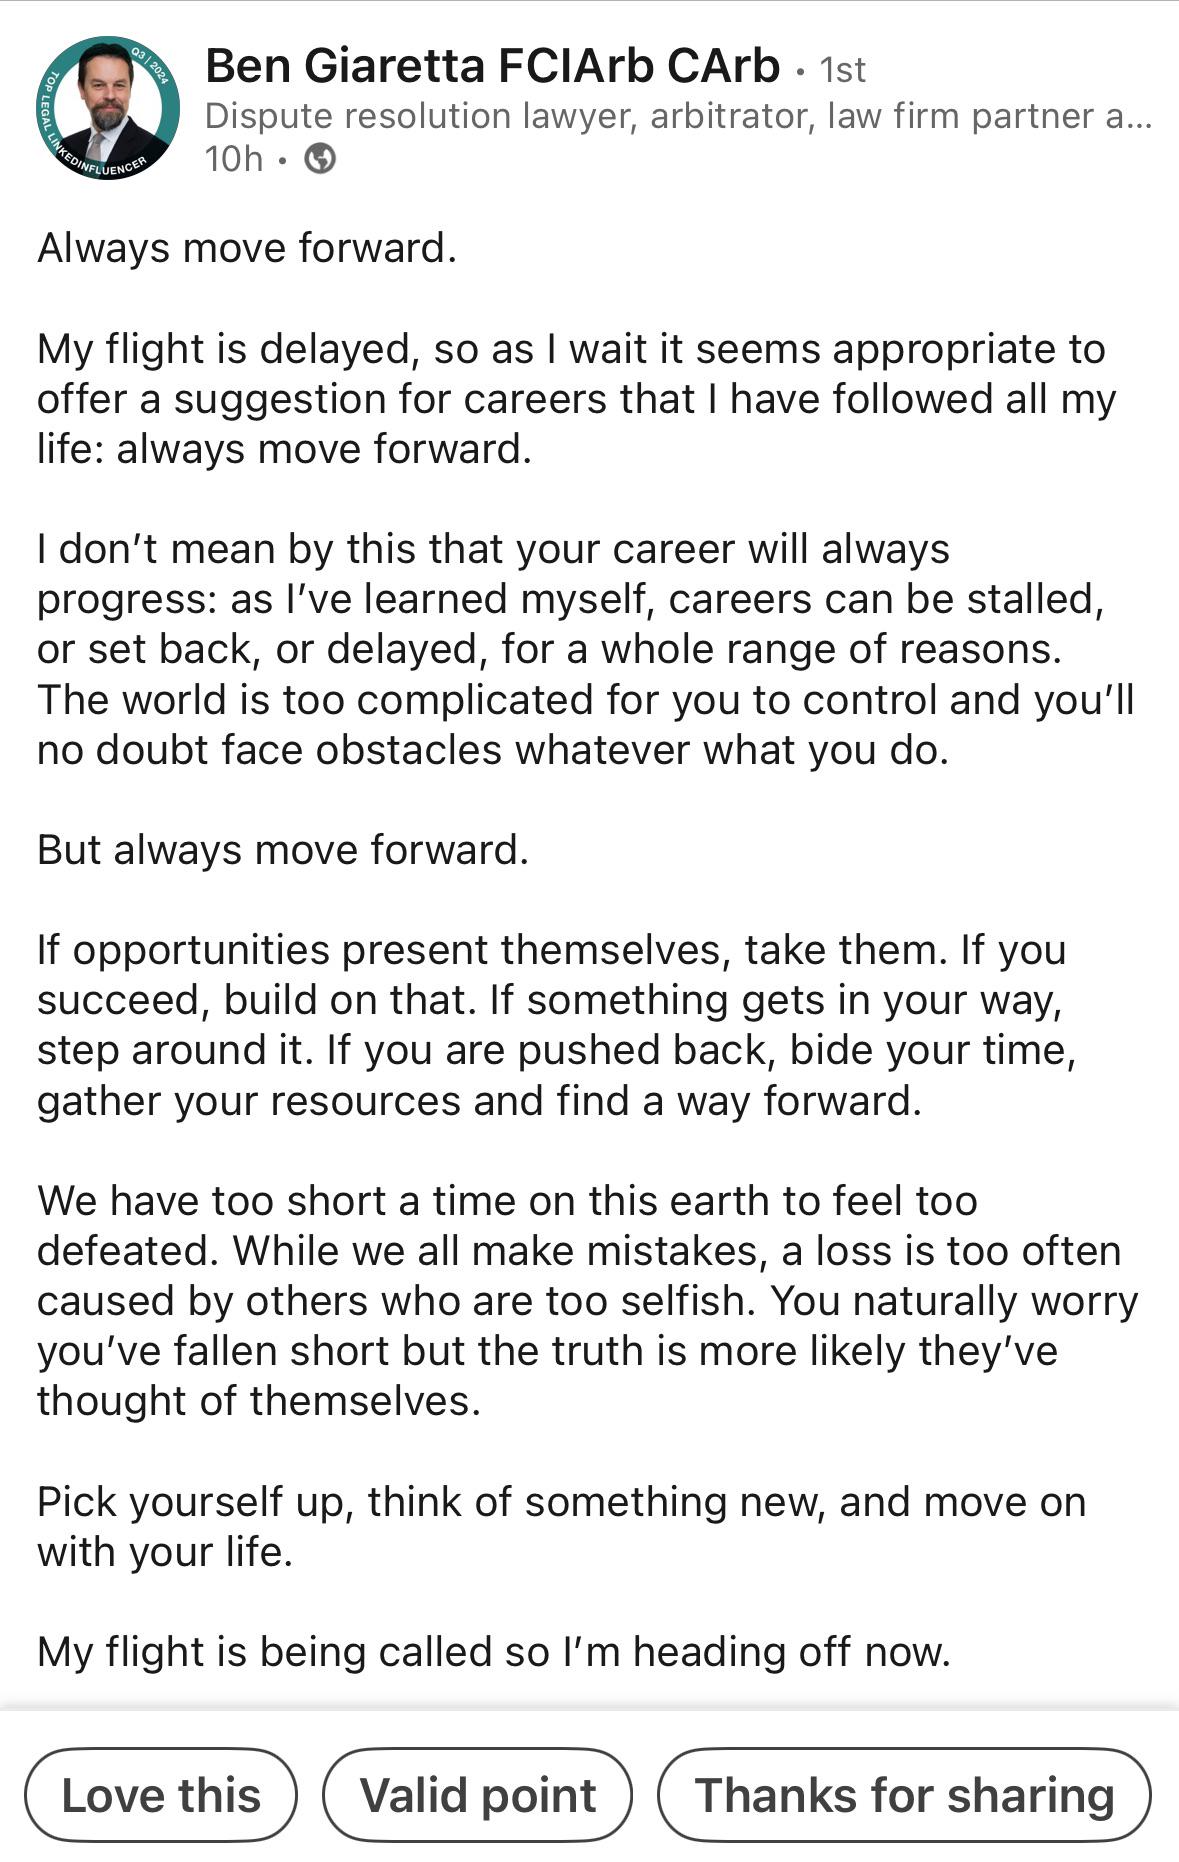 TOP LEGAL LINKEDINFLUENCER Q3 | 2024
Ben Giaretta FCIArb CArb · 1st
Dispute resolution lawyer, arbitrator, law firm partner a...
10h ·
Always move forward.
My flight is delayed, so as I wait it seems appropriate to
offer a suggestion for careers that I have followed all my
life: always move forward.
I don’t mean by this that your career will always
progress: as I’ve learned myself, careers can be stalled,
or set back, or delayed, for a whole range of reasons.
The world is too complicated for you to control and you’ll
no doubt face obstacles whatever what you do.
But always move forward.
If opportunities present themselves, take them. If you
succeed, build on that. If something gets in your way,
step around it. If you are pushed back, bide your time,
gather your resources and find a way forward.
We have too short a time on this earth to feel too
defeated. While we all make mistakes, a loss is too often
caused by others who are too selfish. You naturally worry
you’ve fallen short but the truth is more likely they’ve
thought of themselves.
Pick yourself up, think of something new, and move on
with your life.
My flight is being called so I’m heading off now.
Love this
Valid point
Thanks for sharing